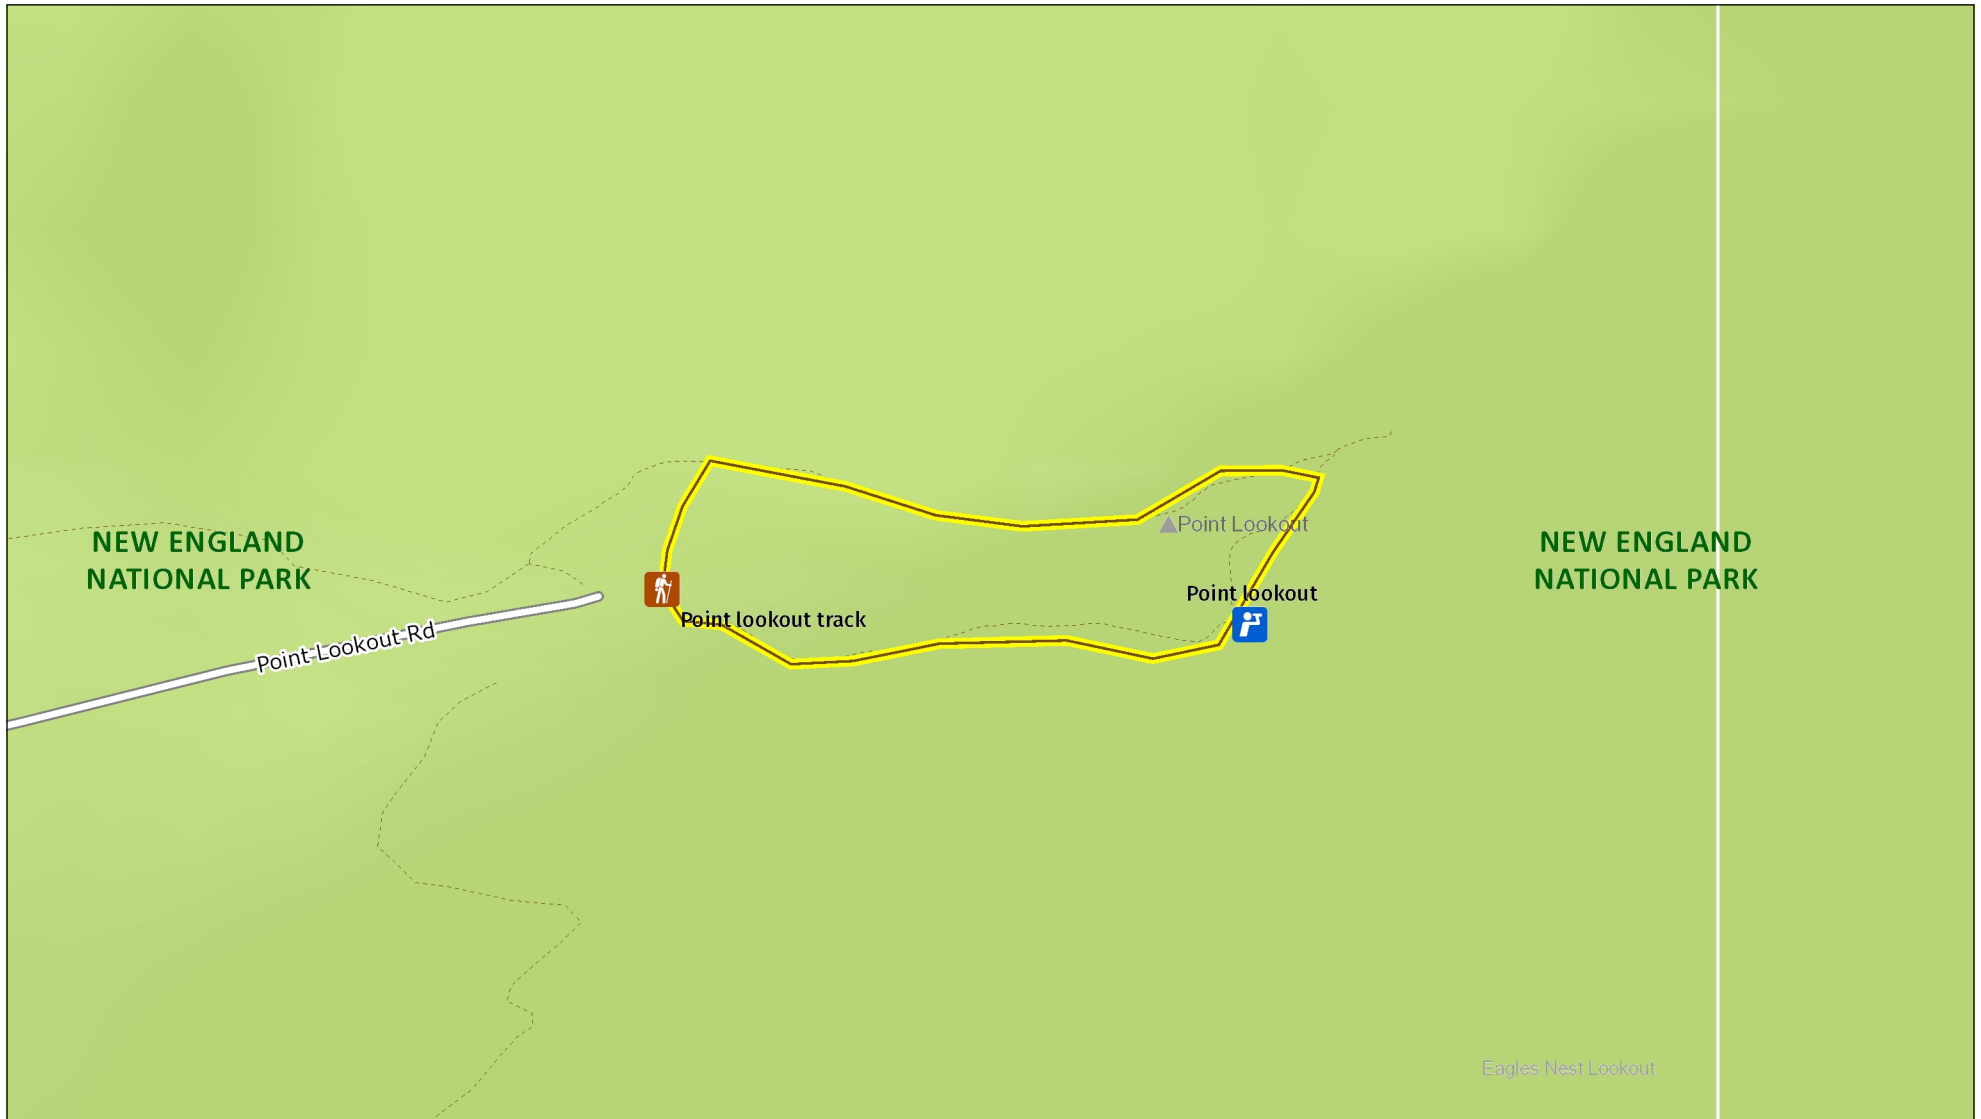 Point Lookout
NEW ENGLAND
NATIONAL PARK
NEW ENGLAND
NATIONAL PARK
Point lookout
Point lookout track
Point Lookout Rd
Eagles Nest Lookout